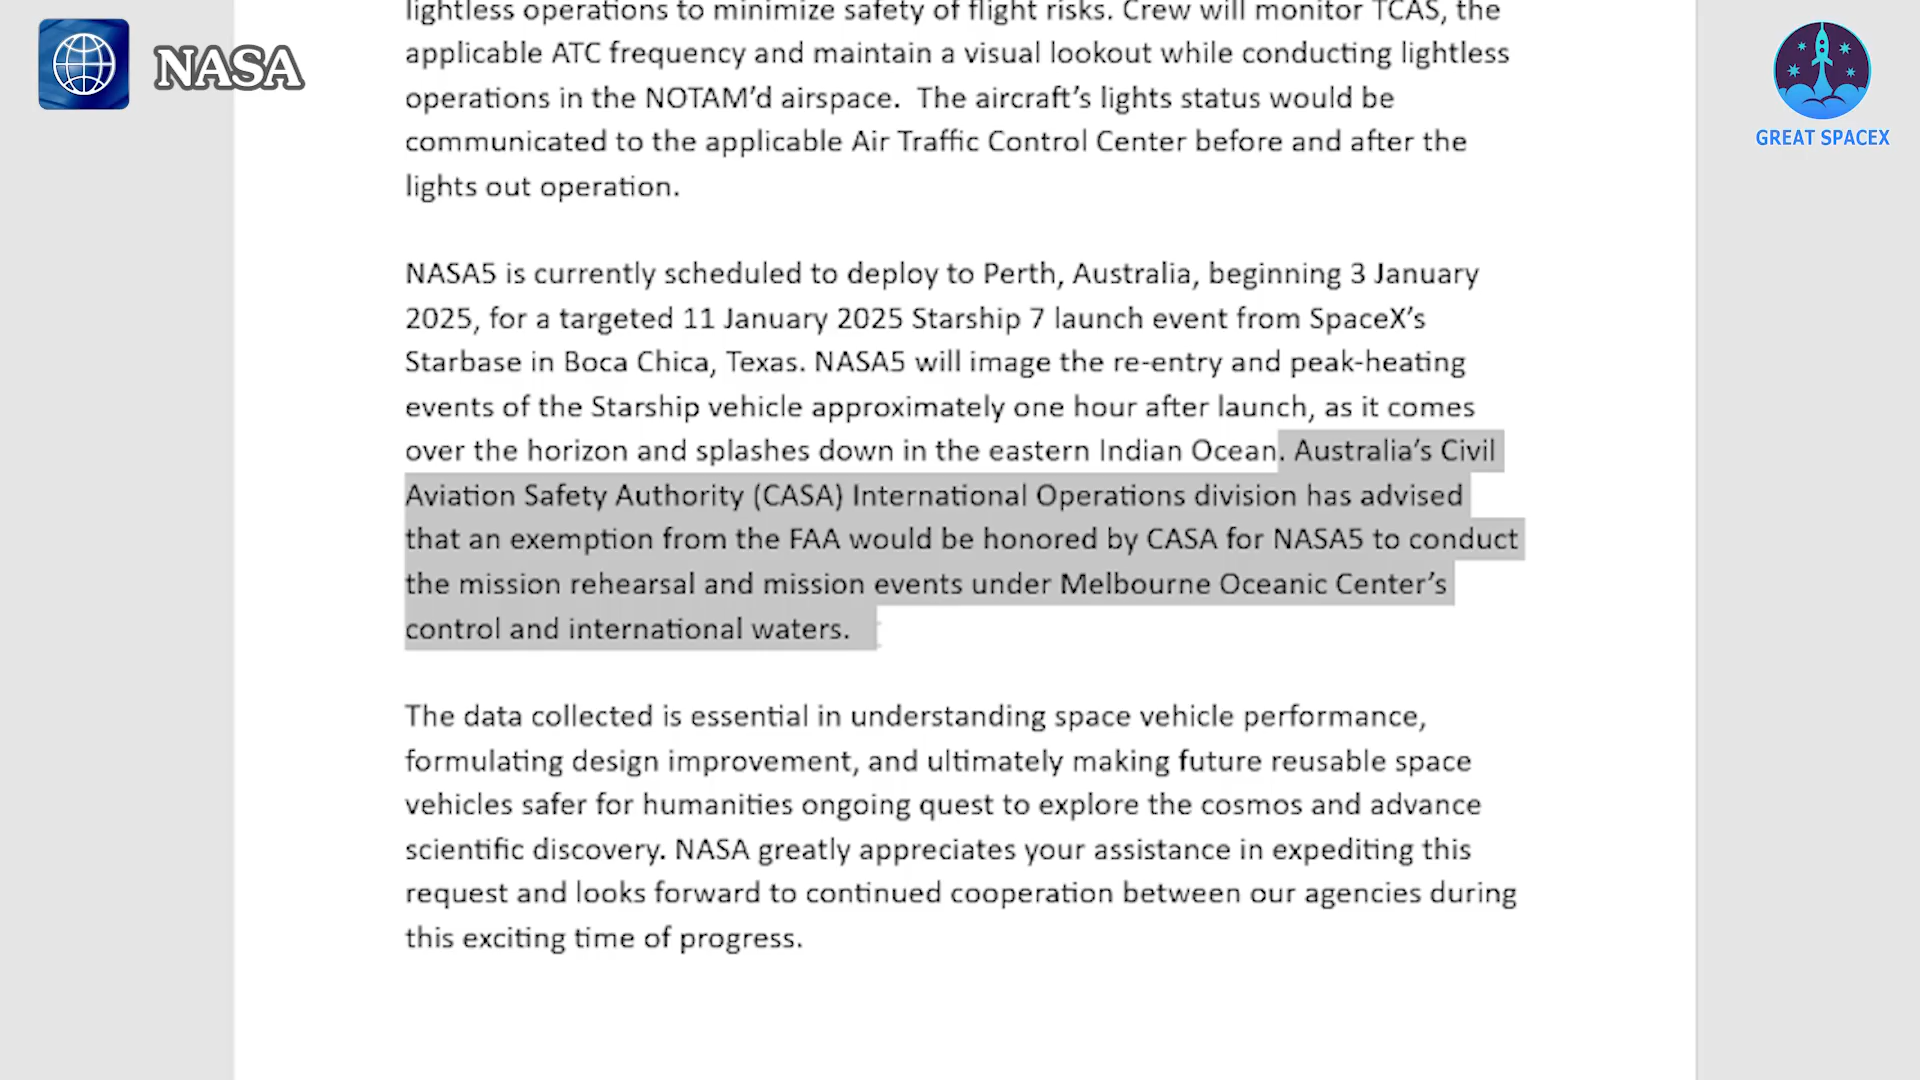 NASA
GREAT SPACEX
lightless operations to minimize safety of flight risks. Crew will monitor TCAS, the
applicable ATC frequency and maintain a visual lookout while conducting lightless
operations in the NOTAM’d airspace.  The aircraft’s lights status would be
communicated to the applicable Air Traffic Control Center before and after the
lights out operation.
NASA5 is currently scheduled to deploy to Perth, Australia, beginning 3 January
2025, for a targeted 11 January 2025 Starship 7 launch event from SpaceX’s
Starbase in Boca Chica, Texas. NASA5 will image the re-entry and peak-heating
events of the Starship vehicle approximately one hour after launch, as it comes
over the horizon and splashes down in the eastern Indian Ocean. Australia’s Civil
Aviation Safety Authority (CASA) International Operations division has advised
that an exemption from the FAA would be honored by CASA for NASA5 to conduct
the mission rehearsal and mission events under Melbourne Oceanic Center’s
control and international waters.
The data collected is essential in understanding space vehicle performance,
formulating design improvement, and ultimately making future reusable space
vehicles safer for humanities ongoing quest to explore the cosmos and advance
scientific discovery. NASA greatly appreciates your assistance in expediting this
request and looks forward to continued cooperation between our agencies during
this exciting time of progress.